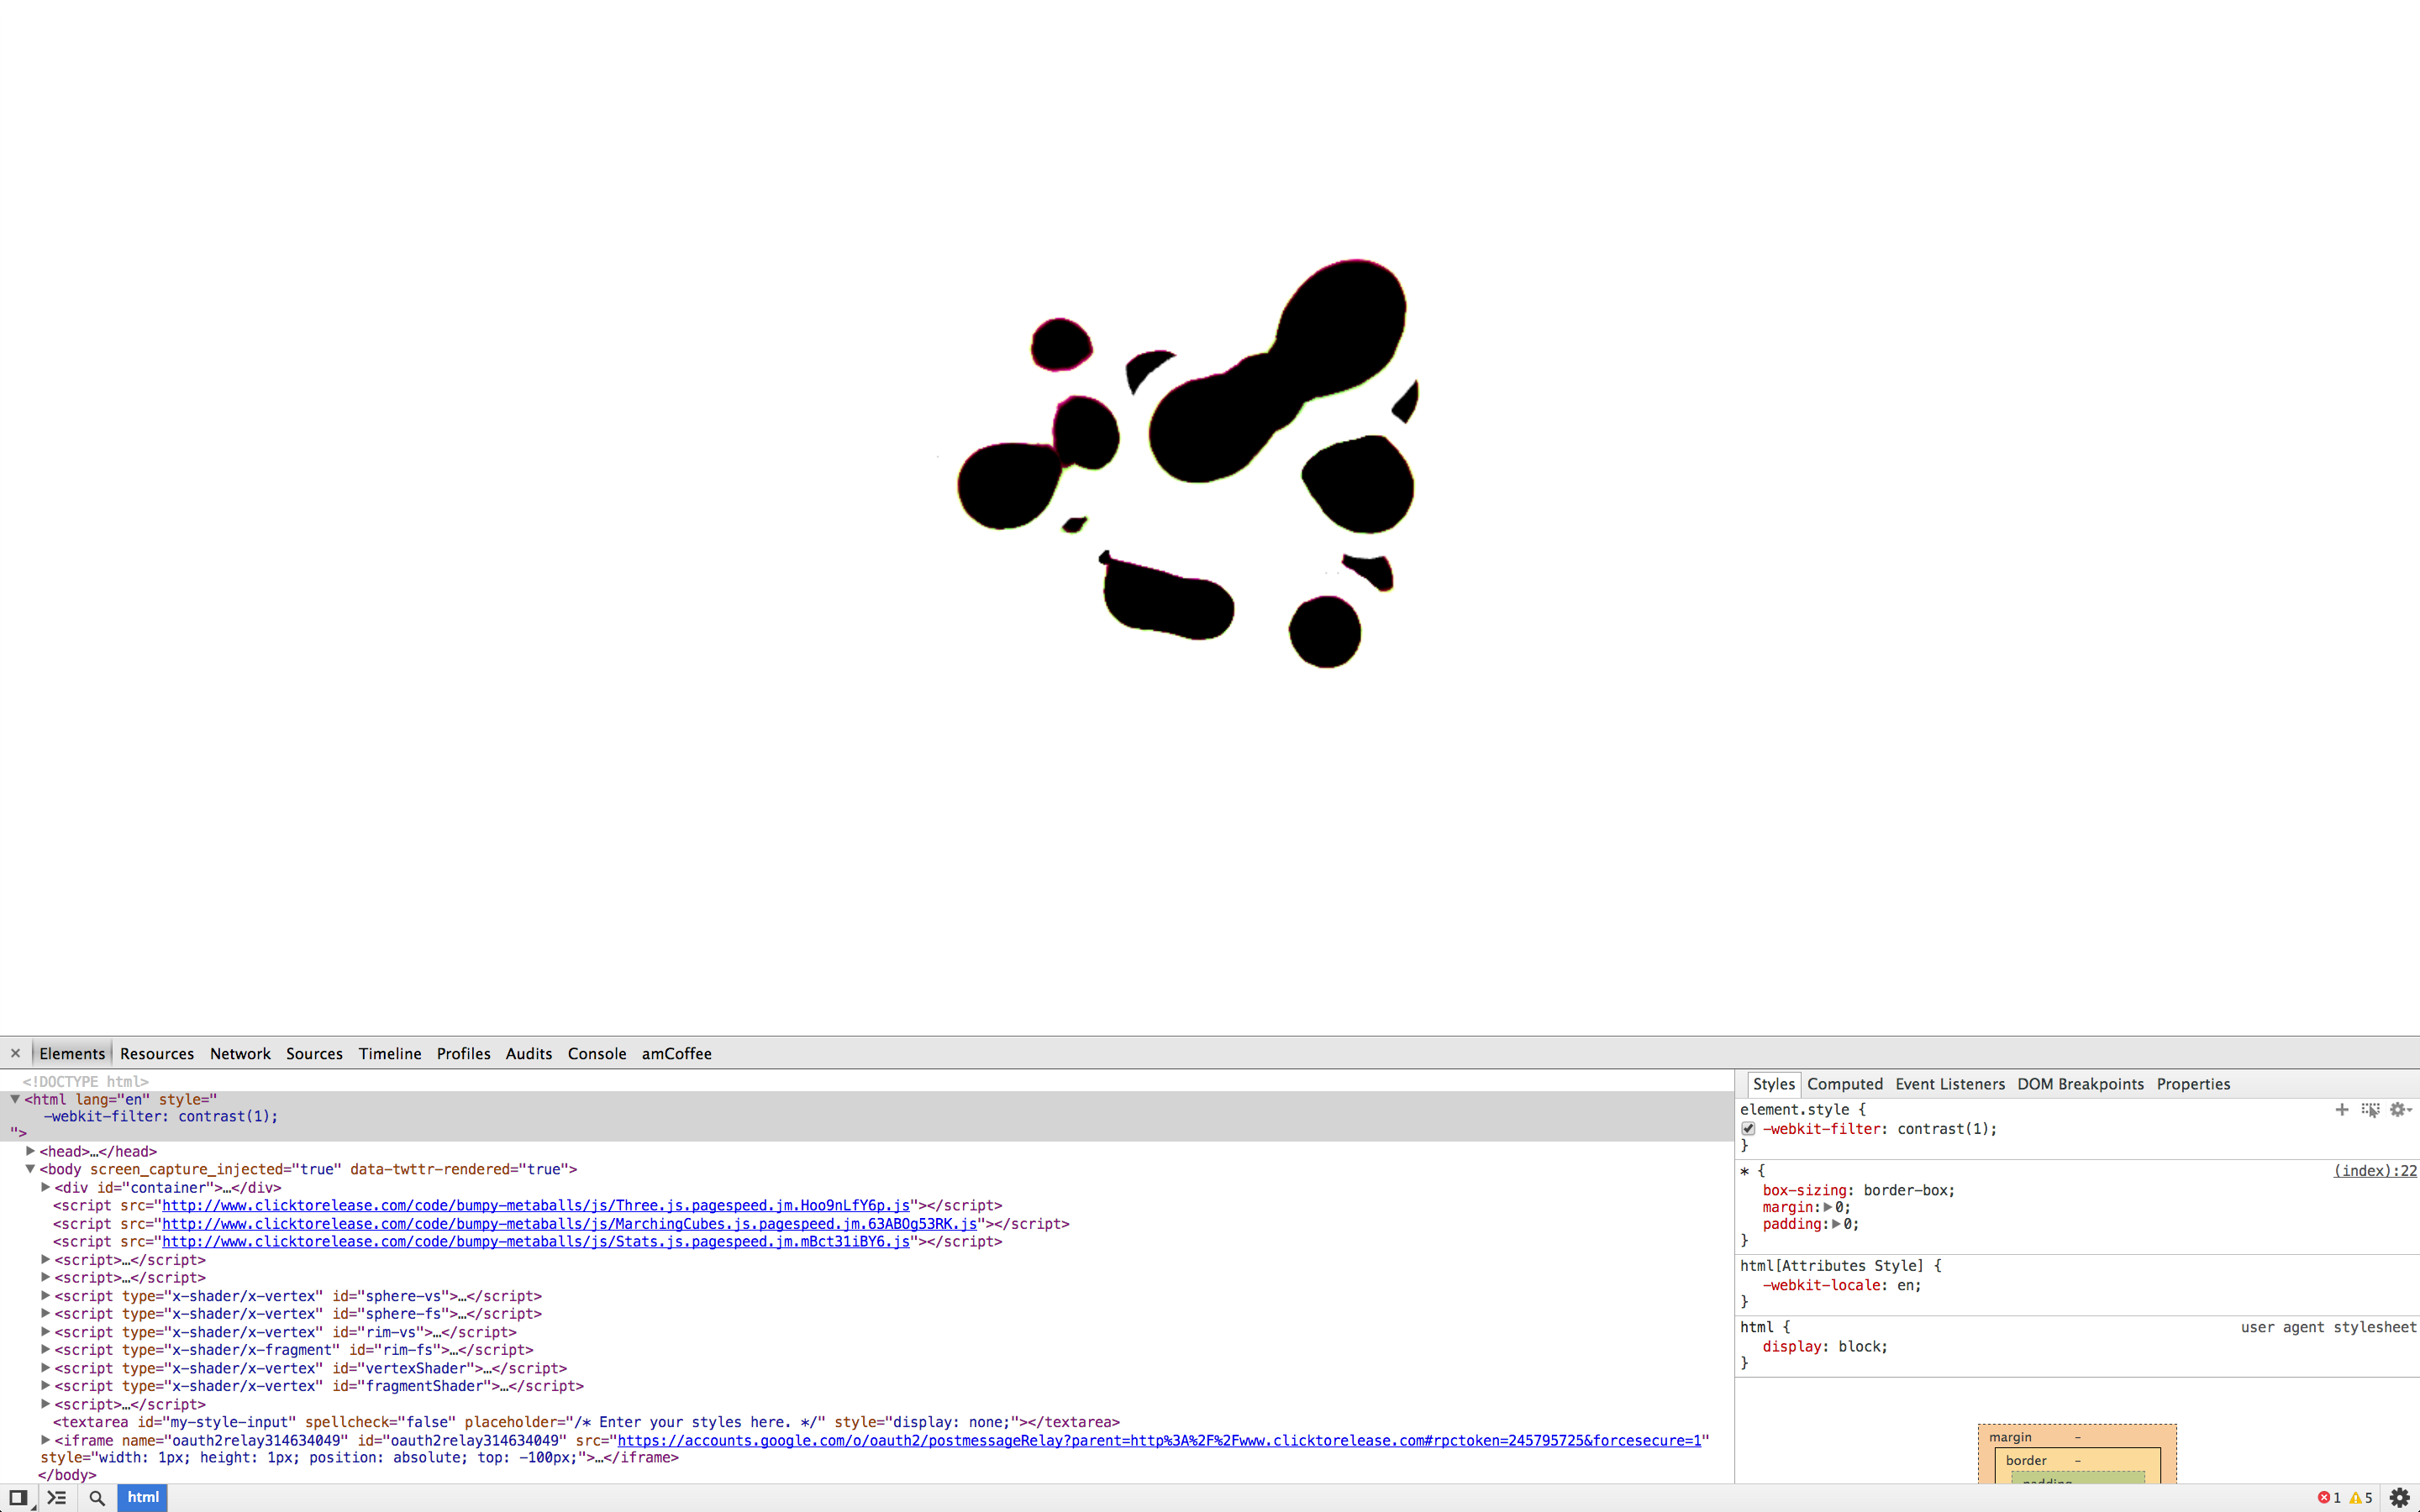 × Elements Resources Network Sources Timeline Profiles Audits Console amCoffee
<!DOCTYPE html>
▼<html lang="en" style="
-webkit-filter: contrast(1);
">
▶<head>…</head>
▼<body screen_capture_injected="true" data-twttr-rendered="true">
▶<div id="container">…</div>
<script src="http://www.clicktorelease.com/code/bumpy-metaballs/js/Three.js.pagespeed.jm.Hoo9nLfY6p.js"></script>
<script src="http://www.clicktorelease.com/code/bumpy-metaballs/js/MarchingCubes.js.pagespeed.jm.63ABOg53RK.js"></script>
<script src="http://www.clicktorelease.com/code/bumpy-metaballs/js/Stats.js.pagespeed.jm.mBct31iBY6.js"></script>
▶<script>…</script>
▶<script>…</script>
▶<script type="x-shader/x-vertex" id="sphere-vs">…</script>
▶<script type="x-shader/x-vertex" id="sphere-fs">…</script>
▶<script type="x-shader/x-vertex" id="rim-vs">…</script>
▶<script type="x-shader/x-fragment" id="rim-fs">…</script>
▶<script type="x-shader/x-vertex" id="vertexShader">…</script>
▶<script type="x-shader/x-vertex" id="fragmentShader">…</script>
▶<script>…</script>
<textarea id="my-style-input" spellcheck="false" placeholder="/* Enter your styles here. */" style="display: none;"></textarea>
▶<iframe name="oauth2relay314634049" id="oauth2relay314634049" src="https://accounts.google.com/o/oauth2/postmessageRelay?parent=http%3A%2F%2Fwww.clicktorelease.com#rpctoken=245795725&forcesecure=1"
style="width: 1px; height: 1px; position: absolute; top: -100px;">…</iframe>
</body>
html
Styles Computed Event Listeners DOM Breakpoints Properties
element.style {
-webkit-filter: contrast(1);
}
* { (index):22
box-sizing: border-box;
margin:▶0;
padding:▶0;
}
html[Attributes Style] {
-webkit-locale: en;
}
html { user agent stylesheet
display: block;
}
margin –
border –
padding
1 5